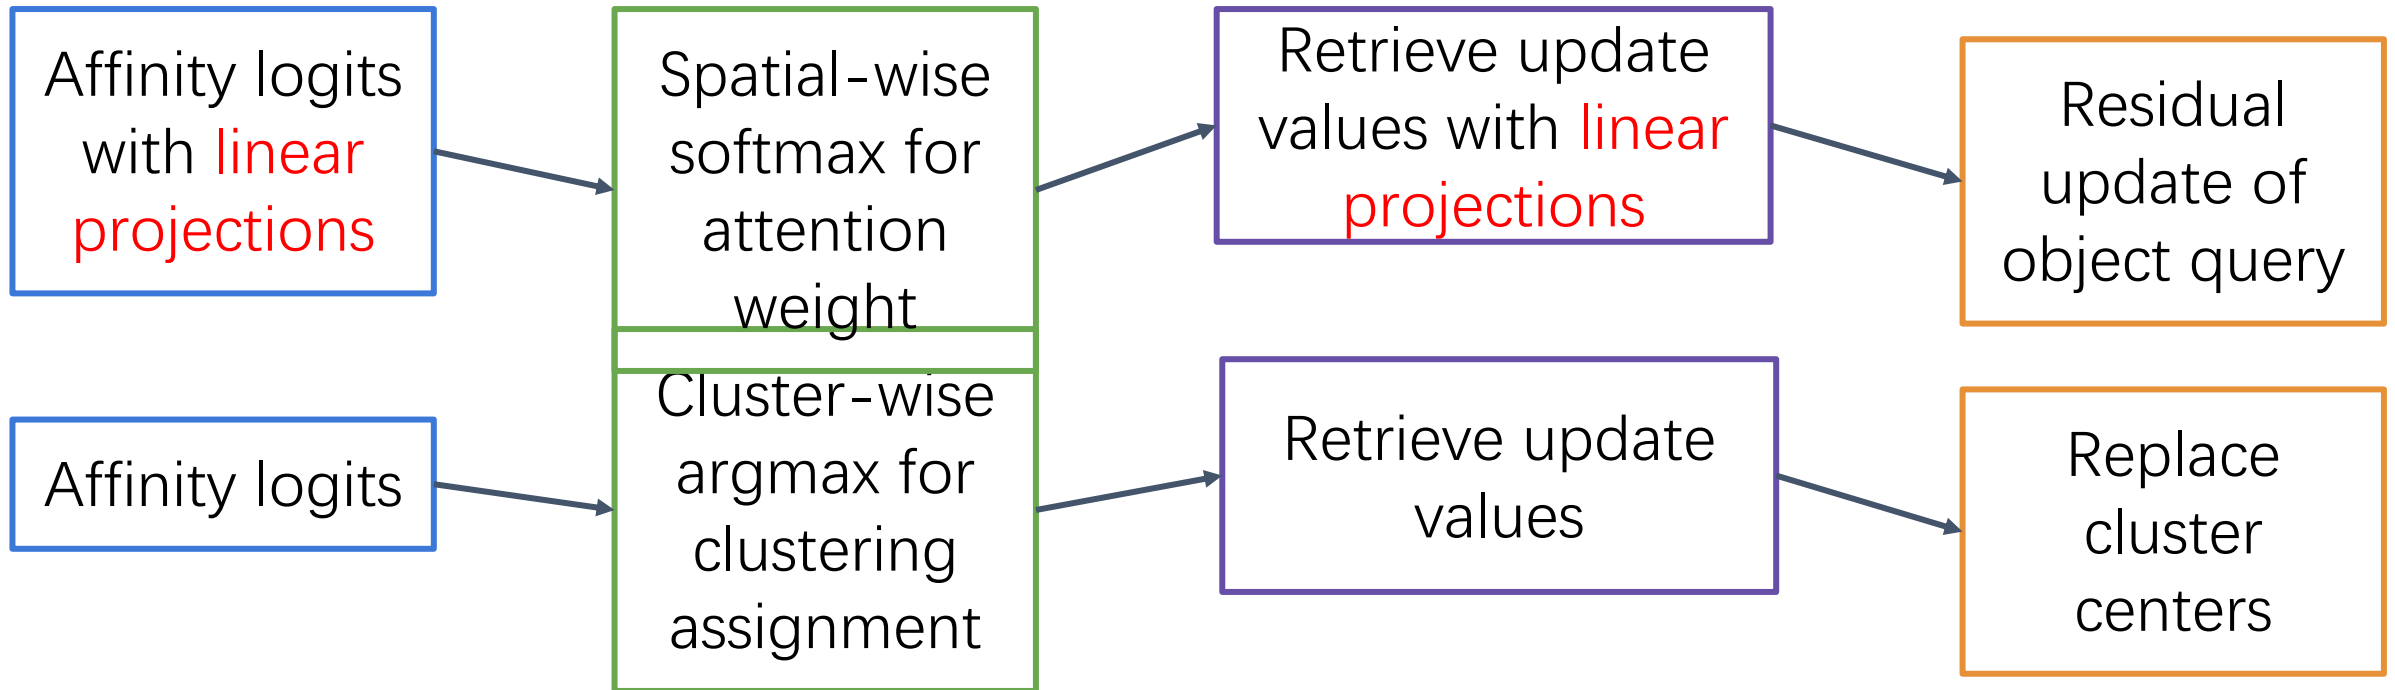 Affinity logits
with linear
projections
Spatial-wise
softmax for
attention
weight
Retrieve update
values with linear
projections
Residual
update of
object query
Affinity logits
Cluster-wise
argmax for
clustering
assignment
Retrieve update
values
Replace
cluster
centers